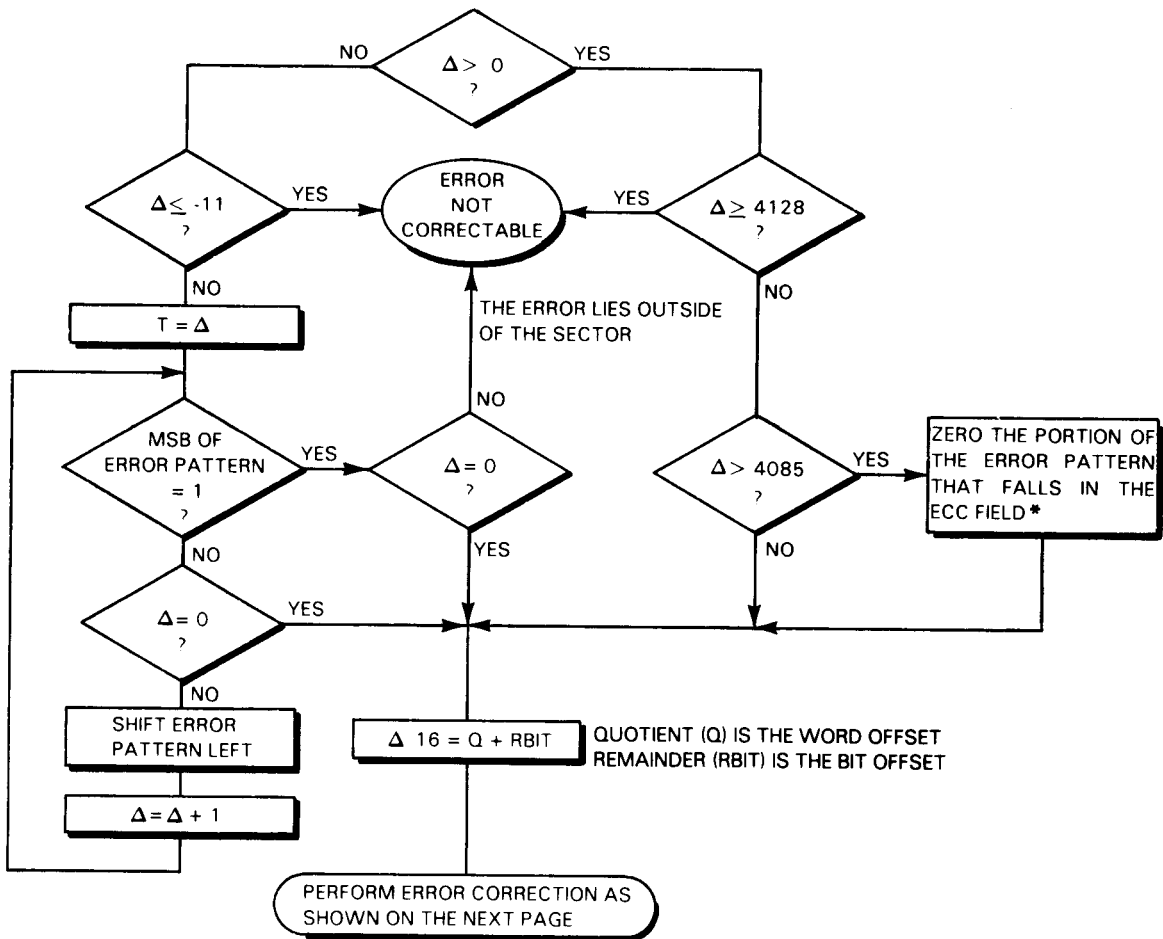 NO
Δ > 0
?
YES
Δ ≤ -11
?
YES
ERROR
NOT
CORRECTABLE
YES
Δ ≥ 4128
?
NO
T = Δ
THE ERROR LIES OUTSIDE
OF THE SECTOR
NO
MSB OF
ERROR PATTERN
= 1
?
YES
NO
Δ = 0
?
Δ > 4085
?
YES
ZERO THE PORTION OF
THE ERROR PATTERN
THAT FALLS IN THE
ECC FIELD*
NO
YES
NO
Δ = 0
?
YES
NO
SHIFT ERROR
PATTERN LEFT
Δ 16 = Q + RBIT
QUOTIENT (Q) IS THE WORD OFFSET
REMAINDER (RBIT) IS THE BIT OFFSET
Δ = Δ + 1
PERFORM ERROR CORRECTION AS
SHOWN ON THE NEXT PAGE